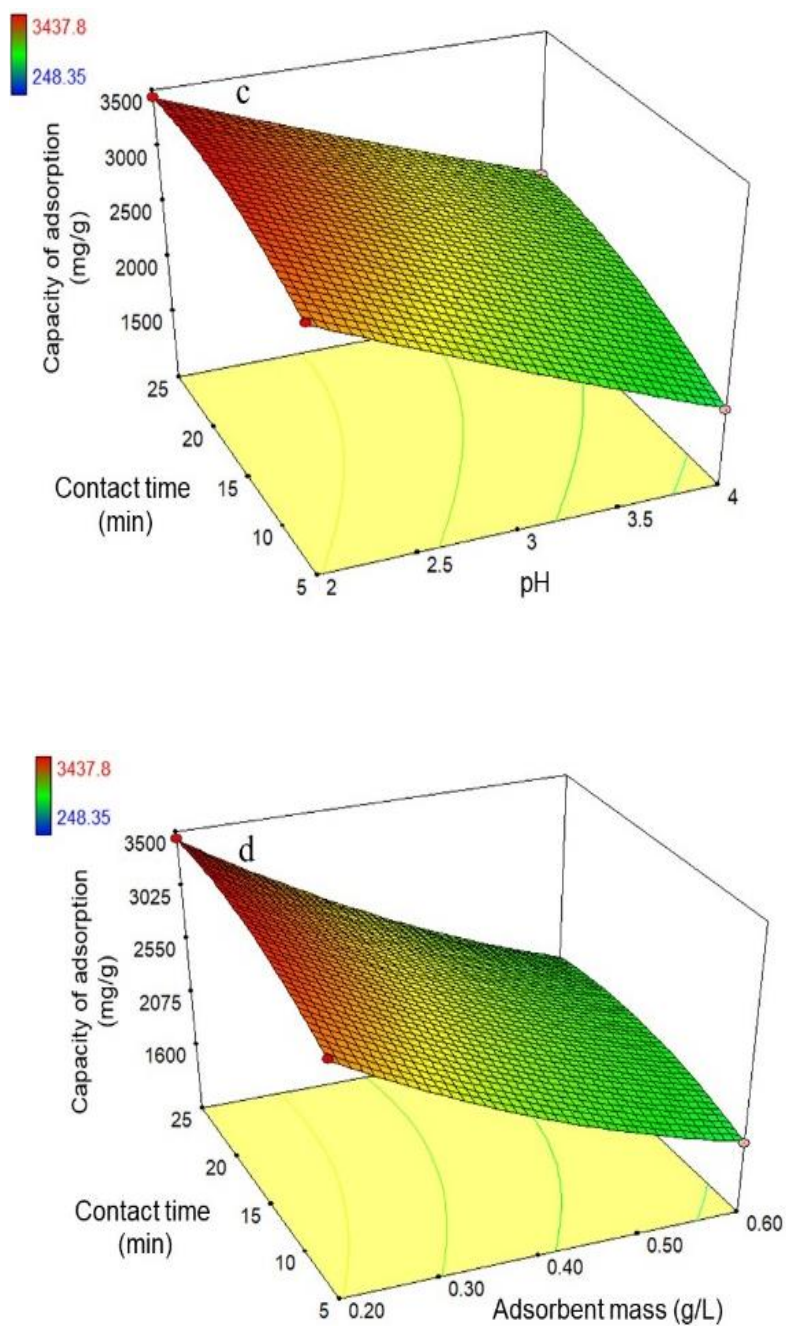 3437.8
248.35
c
3500
3000
2500
2000
1500
Capacity of adsorption
(mg/g)
25
20
15
10
5
Contact time
(min)
2
2.5
3
3.5
4
pH
3437.8
248.35
d
3500
3025
2550
2075
1600
Capacity of adsorption
(mg/g)
25
20
15
10
5
Contact time
(min)
0.20
0.30
0.40
0.50
0.60
Adsorbent mass (g/L)